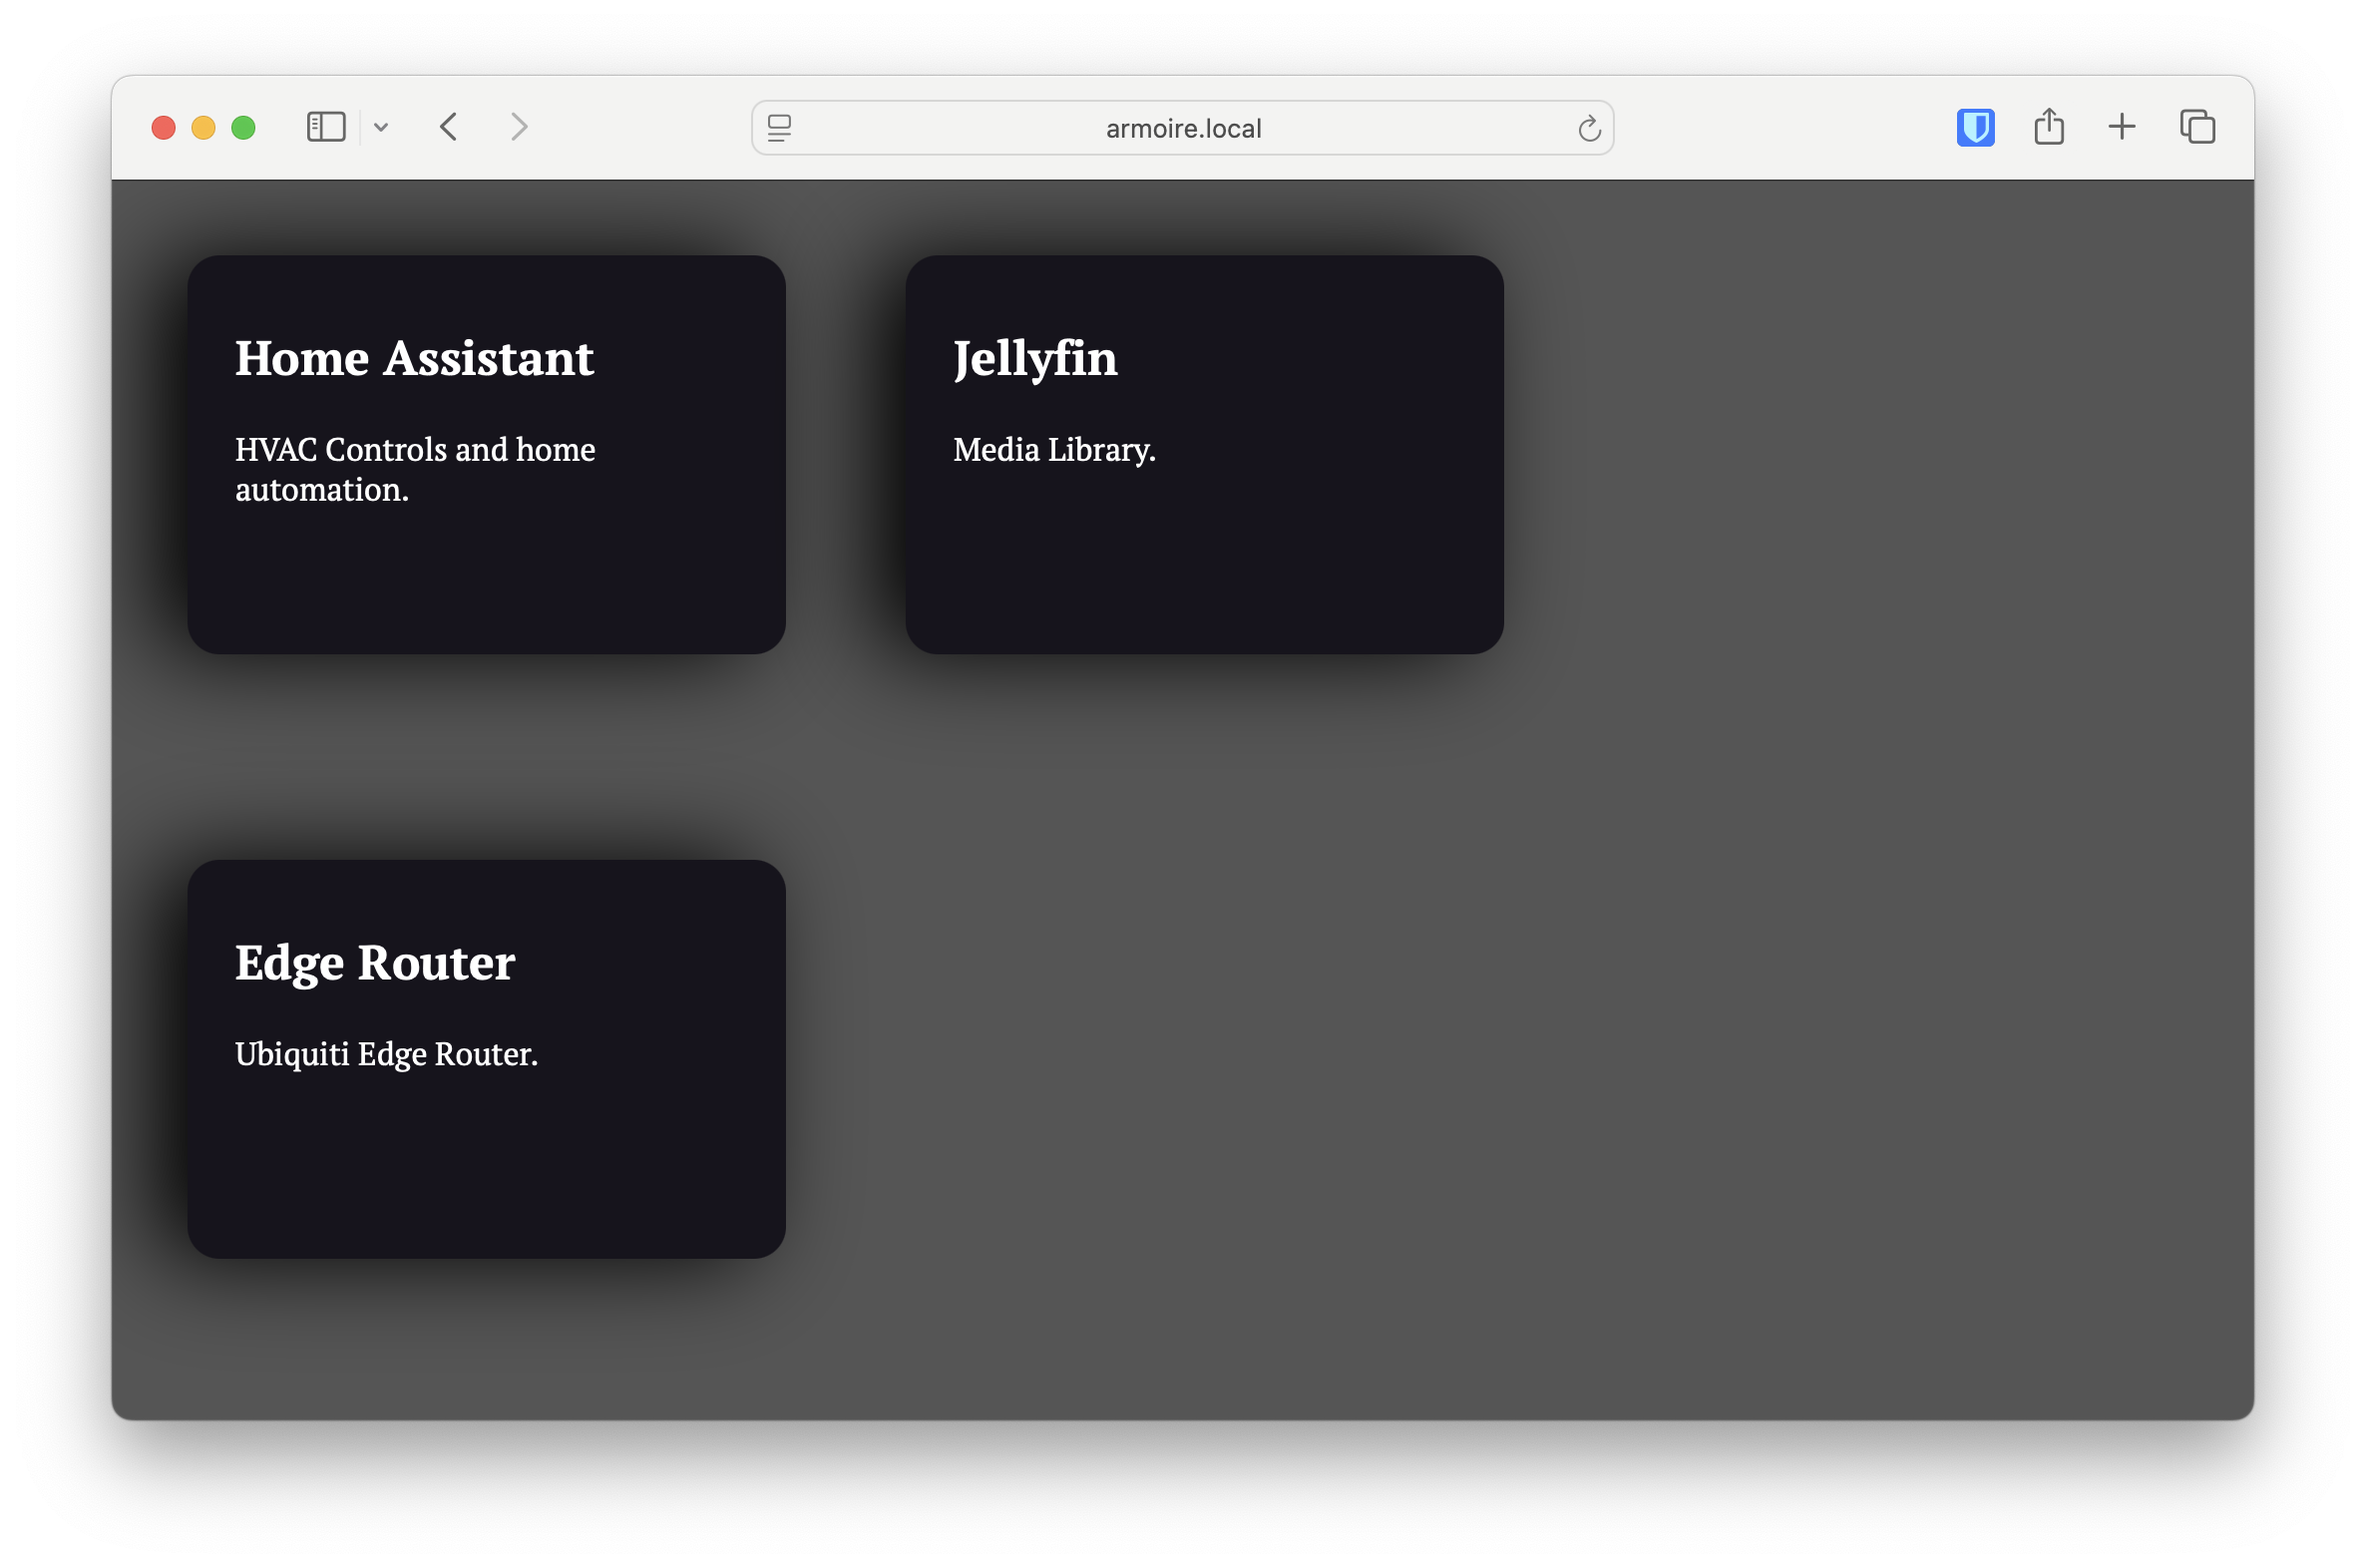 armoire.local
Home Assistant
HVAC Controls and home
automation.
Jellyfin
Media Library.
Edge Router
Ubiquiti Edge Router.